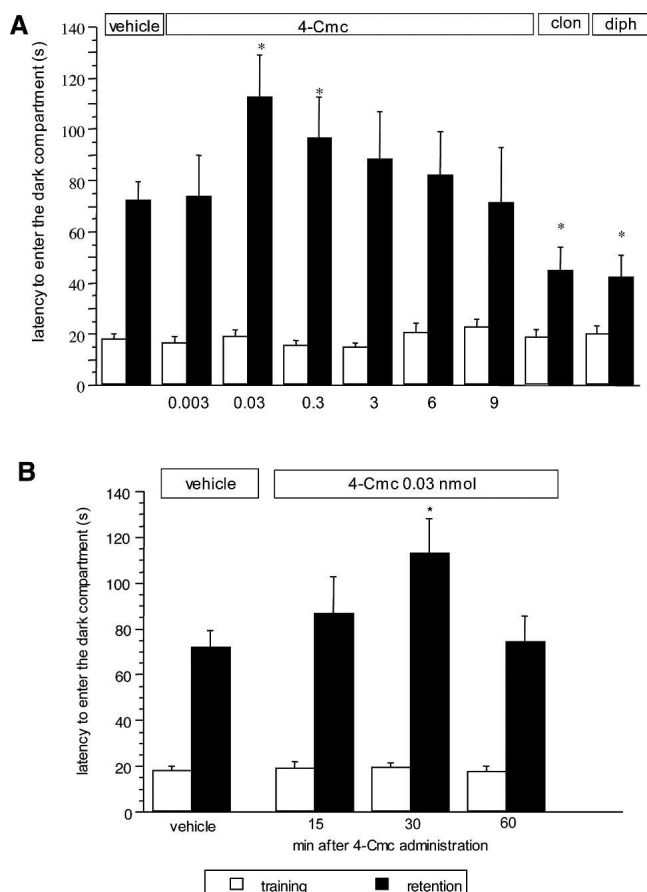 A
vehicle 4-Cmc clon diph
latency to enter the dark compartment (s)
140
120
100
80
60
40
20
0
* * * *
0.003 0.03 0.3 3 6 9
B
vehicle 4-Cmc 0.03 nmol
latency to enter the dark compartment (s)
140
120
100
80
60
40
20
0
*
vehicle 15 30 60
min after 4-Cmc administration
training retention